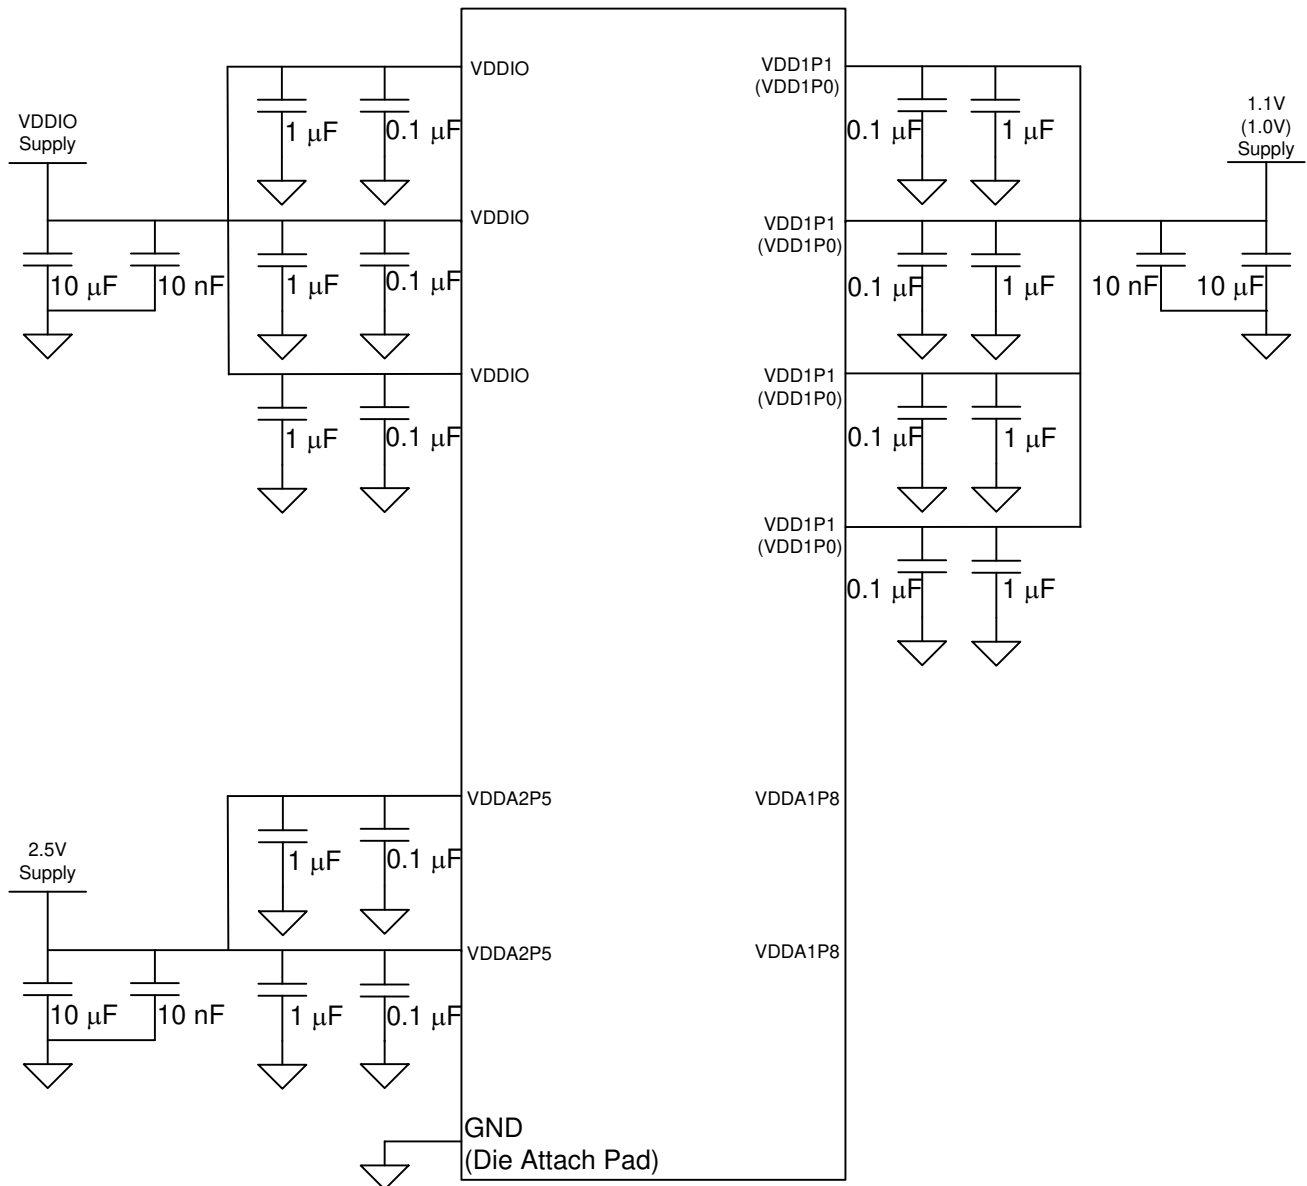 VDDIO
Supply
10 μF
10 nF
VDDIO
1 μF
0.1 μF
VDDIO
1 μF
0.1 μF
VDDIO
1 μF
0.1 μF
VDD1P1
(VDD1P0)
0.1 μF
1 μF
VDD1P1
(VDD1P0)
0.1 μF
1 μF
VDD1P1
(VDD1P0)
0.1 μF
1 μF
VDD1P1
(VDD1P0)
0.1 μF
1 μF
1.1V
(1.0V)
Supply
10 nF
10 μF
2.5V
Supply
10 μF
10 nF
VDDA2P5
1 μF
0.1 μF
VDDA2P5
1 μF
0.1 μF
VDDA1P8
VDDA1P8
GND
(Die Attach Pad)